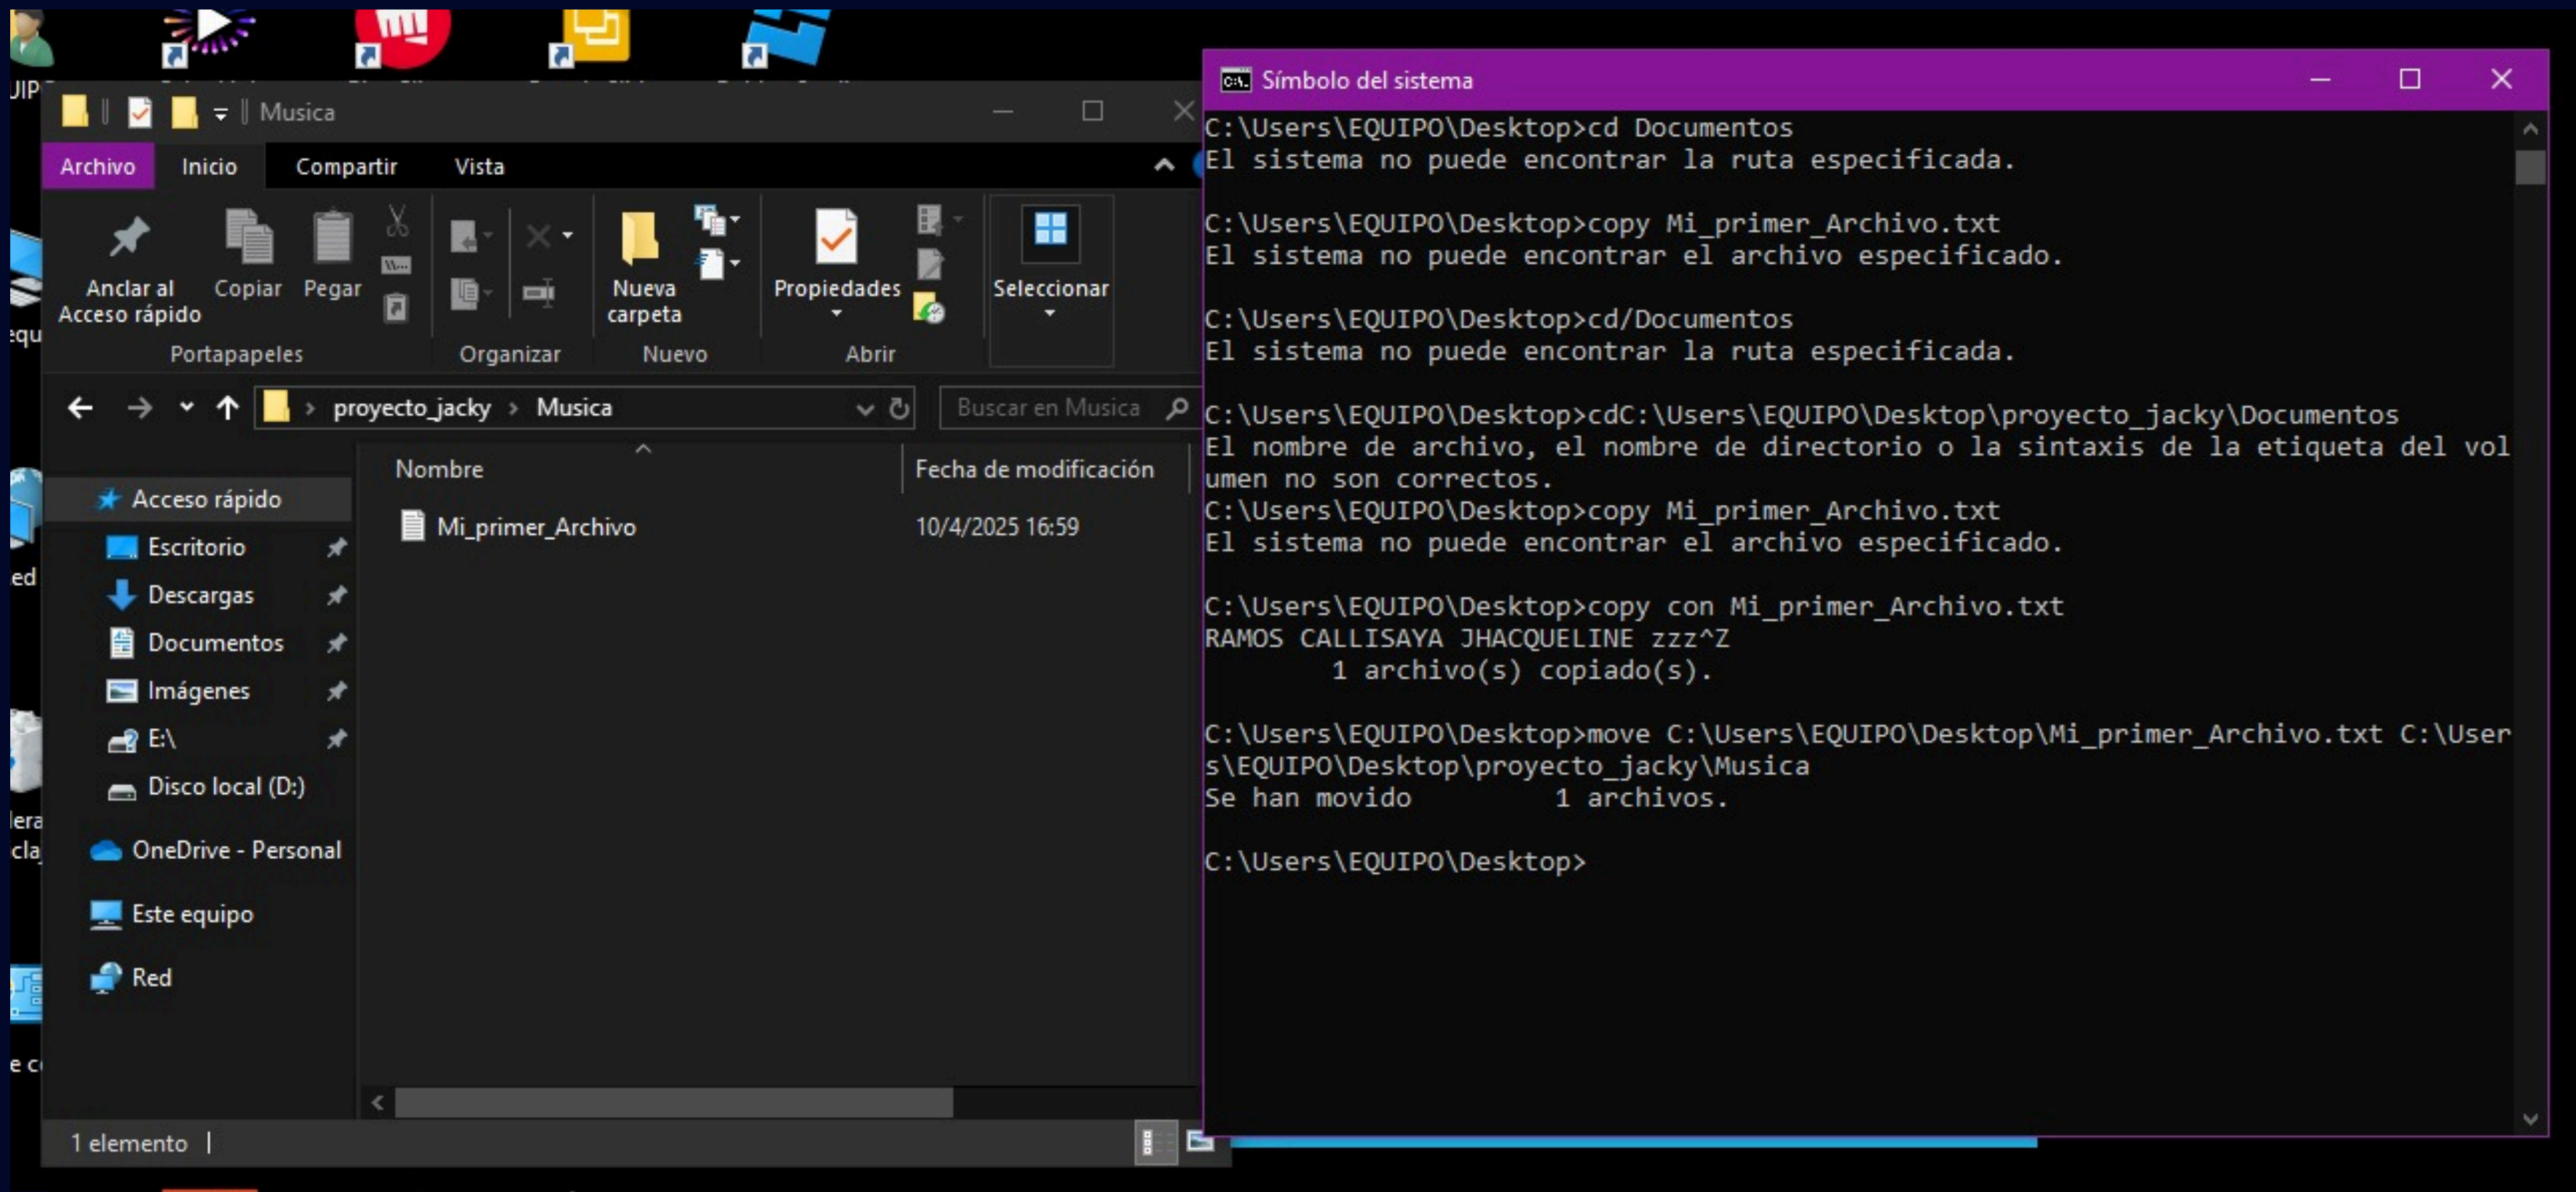 UIP
Musica
Archivo Inicio Compartir Vista
Anclar al Acceso rápido
Copiar
Pegar
Nueva carpeta
Propiedades
Seleccionar
Portapapeles Organizar Nuevo Abrir
proyecto_jacky > Musica
Buscar en Musica
Nombre Fecha de modificación
Mi_primer_Archivo 10/4/2025 16:59
Acceso rápido
Escritorio
Descargas
Documentos
Imágenes
E:\
Disco local (D:)
OneDrive - Personal
Este equipo
Red
1 elemento
equ
ed
era
cla
e c
Símbolo del sistema
C:\Users\EQUIPO\Desktop>cd Documentos
El sistema no puede encontrar la ruta especificada.
C:\Users\EQUIPO\Desktop>copy Mi_primer_Archivo.txt
El sistema no puede encontrar el archivo especificado.
C:\Users\EQUIPO\Desktop>cd/Documentos
El sistema no puede encontrar la ruta especificada.
C:\Users\EQUIPO\Desktop>cdC:\Users\EQUIPO\Desktop\proyecto_jacky\Documentos
El nombre de archivo, el nombre de directorio o la sintaxis de la etiqueta del vol
umen no son correctos.
C:\Users\EQUIPO\Desktop>copy Mi_primer_Archivo.txt
El sistema no puede encontrar el archivo especificado.
C:\Users\EQUIPO\Desktop>copy con Mi_primer_Archivo.txt
RAMOS CALLISAYA JHACQUELINE zzz^Z
1 archivo(s) copiado(s).
C:\Users\EQUIPO\Desktop>move C:\Users\EQUIPO\Desktop\Mi_primer_Archivo.txt C:\User
s\EQUIPO\Desktop\proyecto_jacky\Musica
Se han movido 1 archivos.
C:\Users\EQUIPO\Desktop>